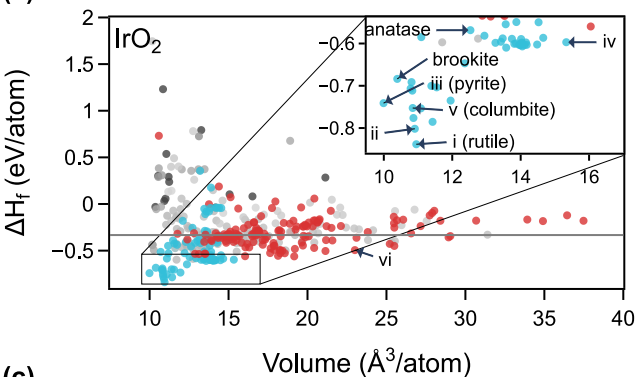 IrO2
ΔHf (eV/atom)
2
1.5
1
0.5
0
−0.5
10
15
20
25
30
35
40
Volume (Å3/atom)
vi
−0.6
−0.7
−0.8
10
12
14
16
anatase
iv
brookite
iii (pyrite)
v (columbite)
ii
i (rutile)
(c)